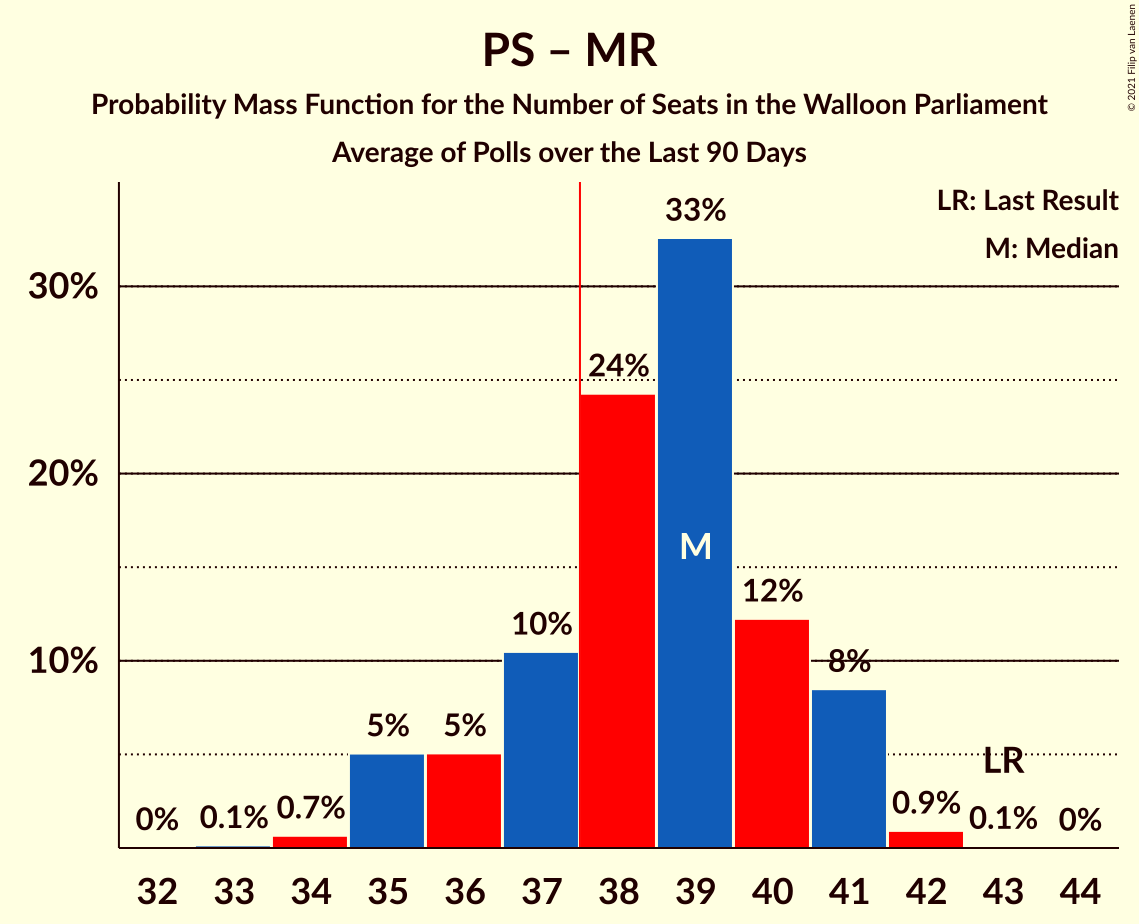 PS – MR
Probability Mass Function for the Number of Seats in the Walloon Parliament
Average of Polls over the Last 90 Days
© 2021 Filip van Laenen
LR: Last Result
M: Median
30%
20%
10%
0%
0.1%
0.7%
5%
5%
10%
24%
33%
M
12%
8%
0.9%
LR
0.1%
0%
32 33 34 35 36 37 38 39 40 41 42 43 44